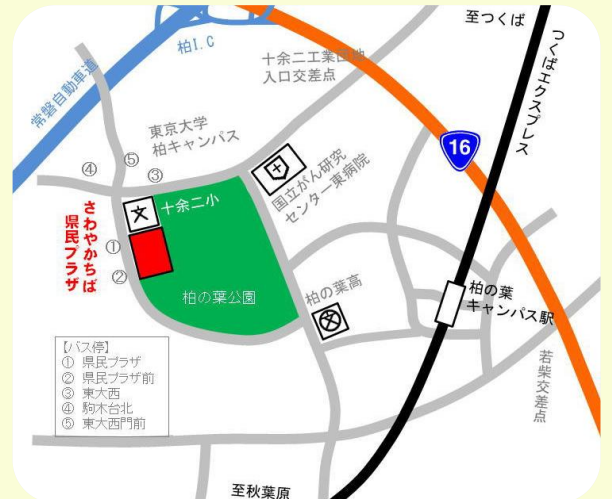 至つくば
つくばエクスプレス
柏I.C
十余二工業団地
入口交差点
常磐自動車道
東京大学
柏キャンパス
16
国立がん研究
センター東病院
④
⑤
③
十余二小
さわやかちば
県民プラザ
①
②
柏の葉公園
柏の葉高
柏の葉
キャンパス駅
若柴交差点
【バス停】
① 県民プラザ
② 県民プラザ前
③ 東大西
④ 駒木台北
⑤ 東大西門前
至秋葉原